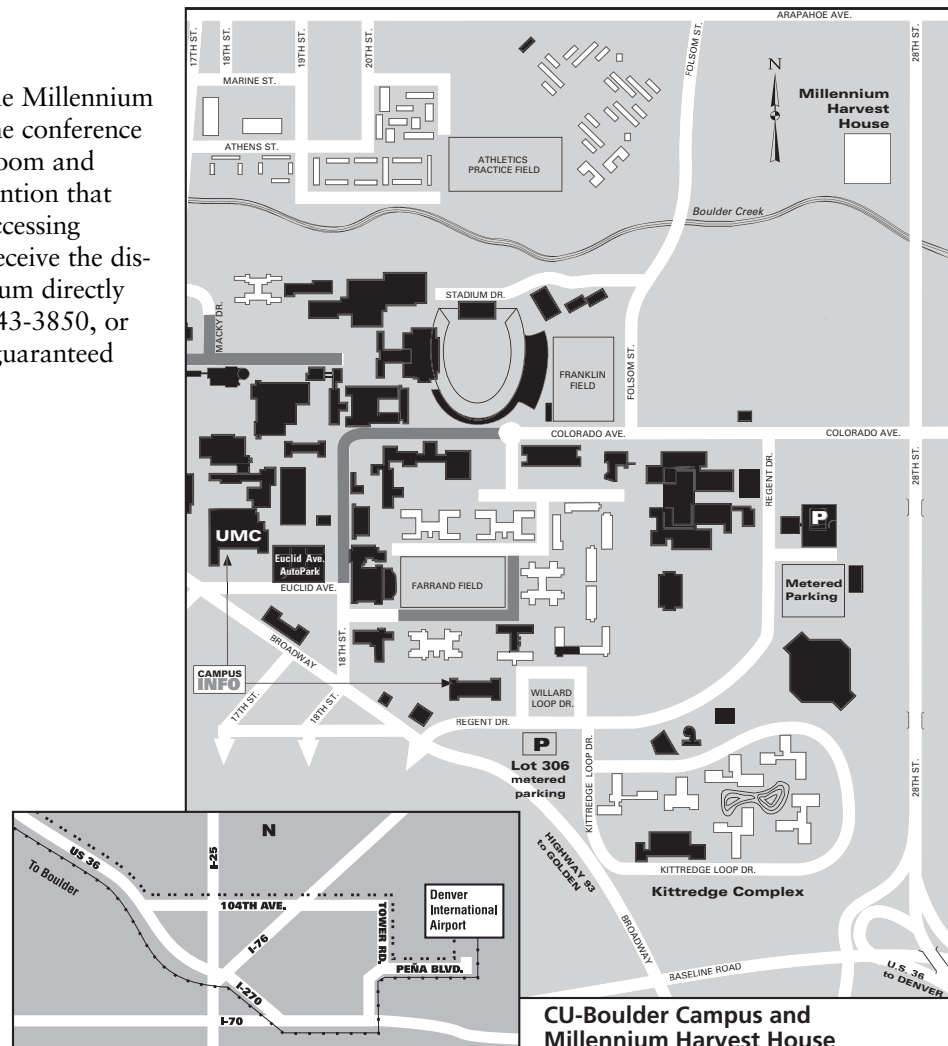 e Millennium
ne conference
oom and
ention that
ccessing
eceive the dis-
um directly
43-3850, or
guaranteed
ARAPAHOE AVE.
17TH ST.
18TH ST.
19TH ST.
20TH ST.
FOLSOM ST.
28TH ST.
MARINE ST.
N
Millennium
Harvest
House
ATHENS ST.
ATHLETICS
PRACTICE FIELD
Boulder Creek
STADIUM DR.
MACKY DR.
FRANKLIN
FIELD
FOLSOM ST.
COLORADO AVE.
COLORADO AVE.
28TH ST.
REGENT DR.
P
UMC
Euclid Ave.
AutoPark
EUCLID AVE.
FARRAND FIELD
Metered
Parking
18TH ST.
BROADWAY
CAMPUS
INFO
17TH ST.
18TH ST.
WILLARD
LOOP DR.
REGENT DR.
P
Lot 306
metered
parking
KITTREDGE LOOP DR.
28TH ST.
HIGHWAY 93
to GOLDEN
KITTREDGE LOOP DR.
Kittredge Complex
BROADWAY
BASELINE ROAD
U.S. 36
to DENVER
N
US 36
I-25
To Boulder
104TH AVE.
TOWER RD.
Denver
International
Airport
I-76
PEÑA BLVD.
I-270
I-70
CU-Boulder Campus and
Millennium Harvest House